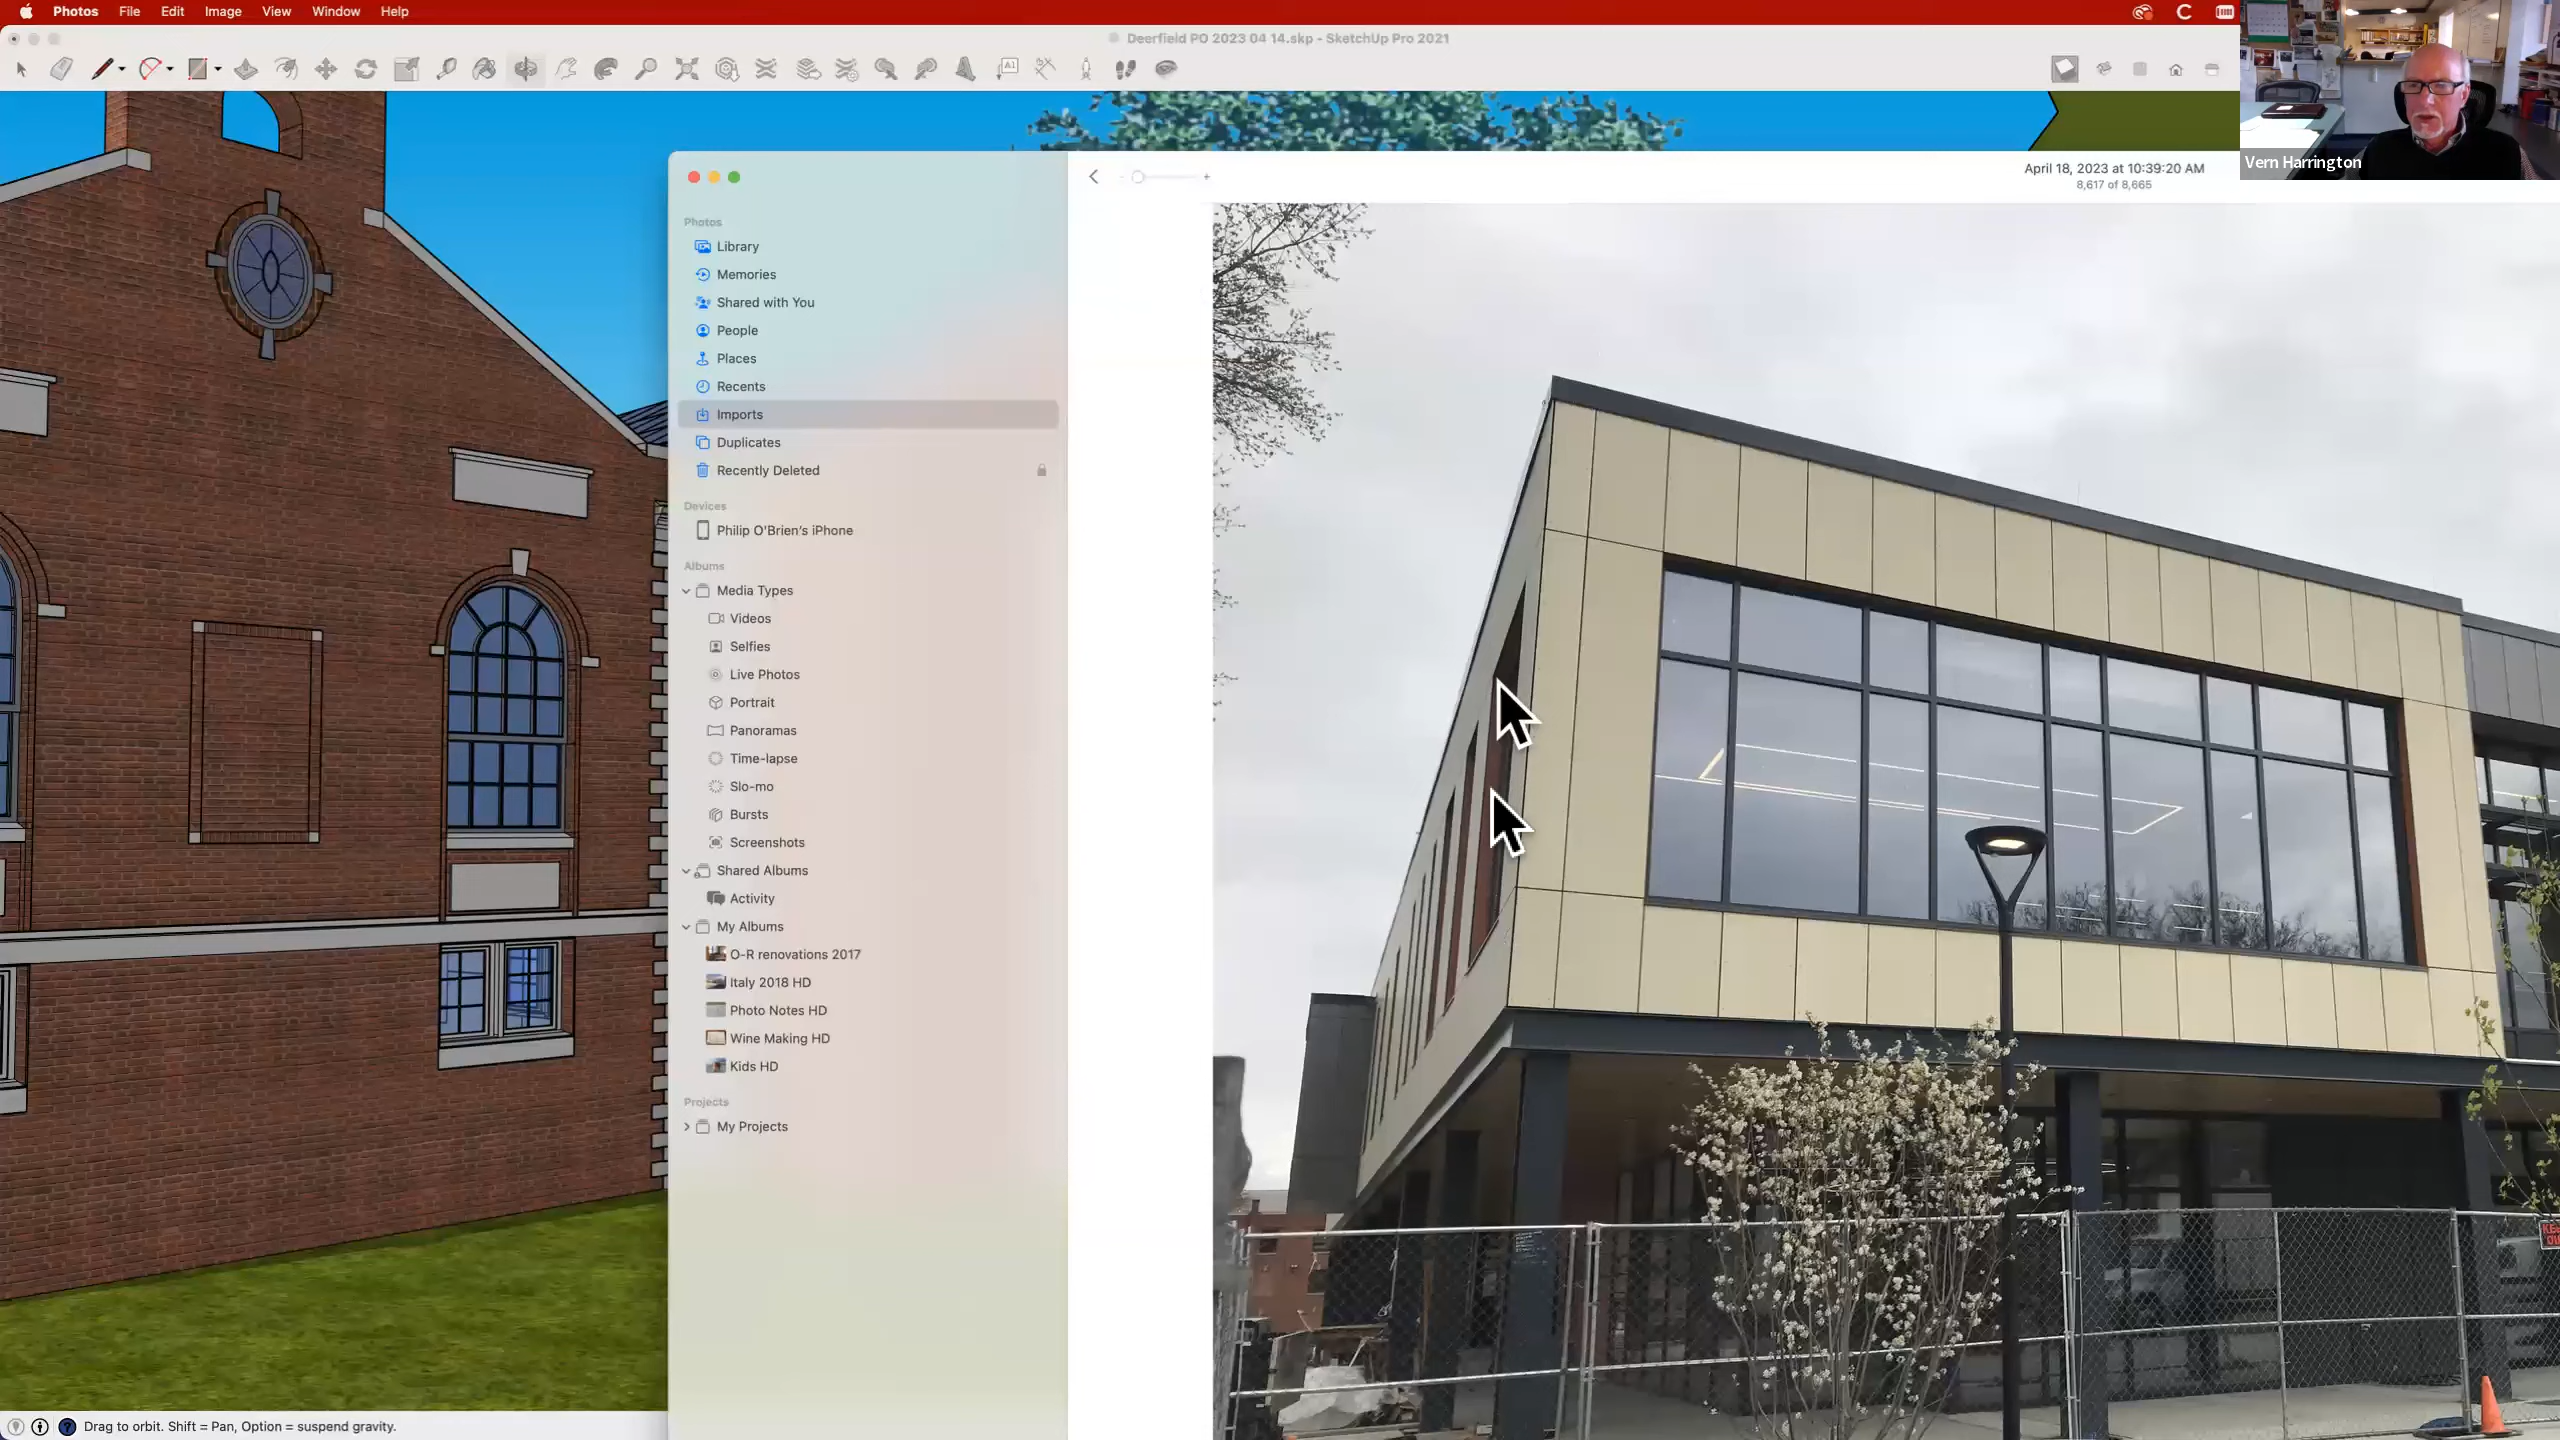 Photos File Edit Image View Window Help
Deerfield PO 2023 04 14.skp - SketchUp Pro 2021
A1
Vern Harrington
April 18, 2023 at 10:39:20 AM
8,617 of 8,665
Photos
Library
Memories
Shared with You
People
Places
Recents
Imports
Duplicates
Recently Deleted
Devices
Philip O'Brien's iPhone
Albums
Media Types
Videos
Selfies
Live Photos
Portrait
Panoramas
Time-lapse
Slo-mo
Bursts
Screenshots
Shared Albums
Activity
My Albums
O-R renovations 2017
Italy 2018 HD
Photo Notes HD
Wine Making HD
Kids HD
Projects
My Projects
Drag to orbit. Shift = Pan, Option = suspend gravity.